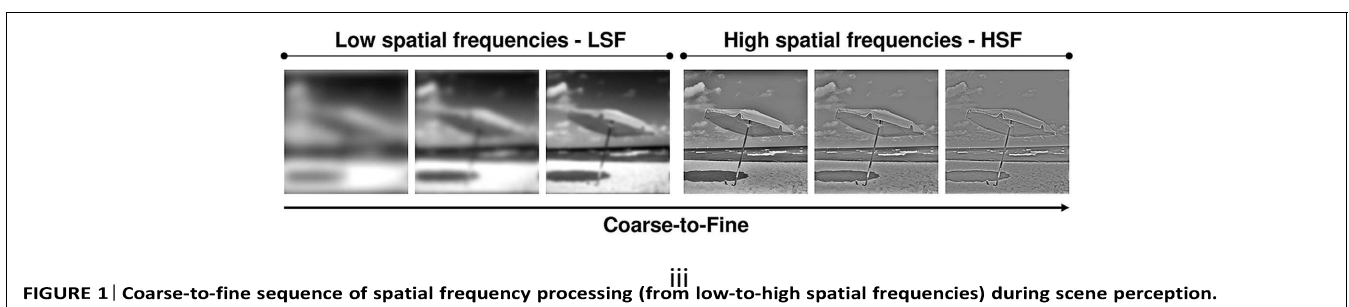 Low spatial frequencies - LSF
High spatial frequencies - HSF
Coarse-to-Fine
iii
FIGURE 1 | Coarse-to-fine sequence of spatial frequency processing (from low-to-high spatial frequencies) during scene perception.